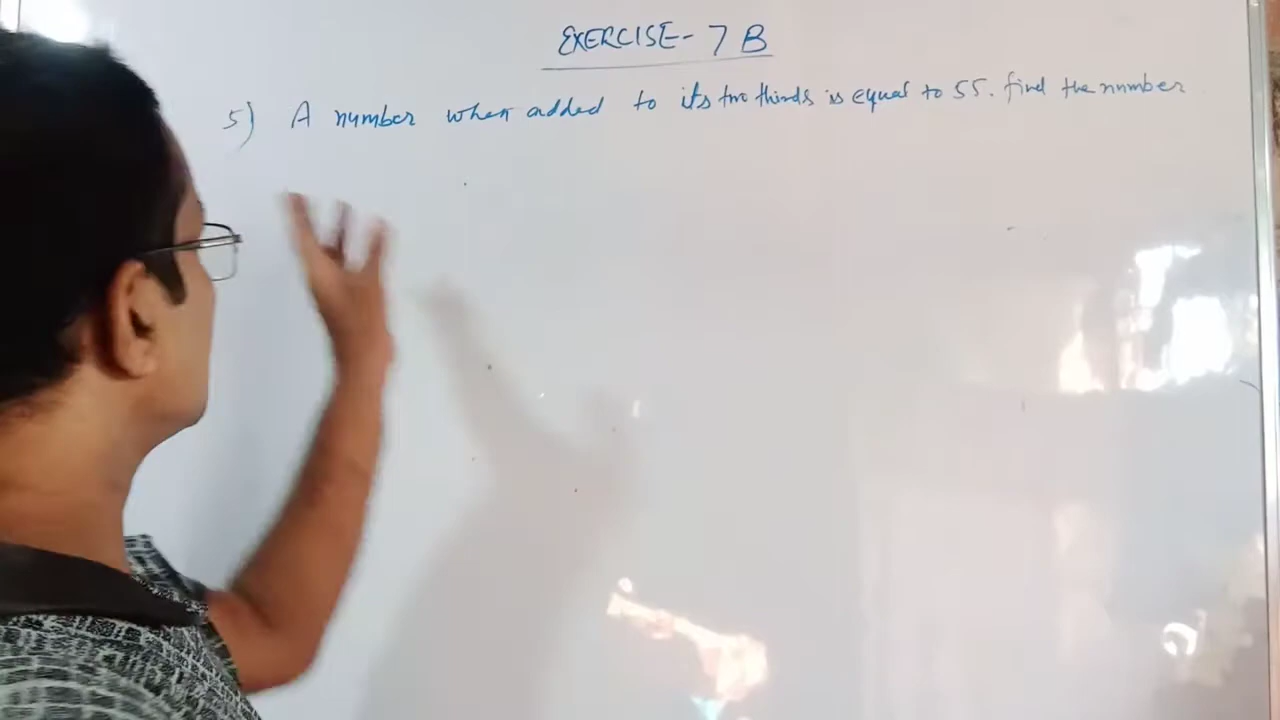 EXERCISE- 7 B
5) A number when added to its two thirds is equal to 55. find the number